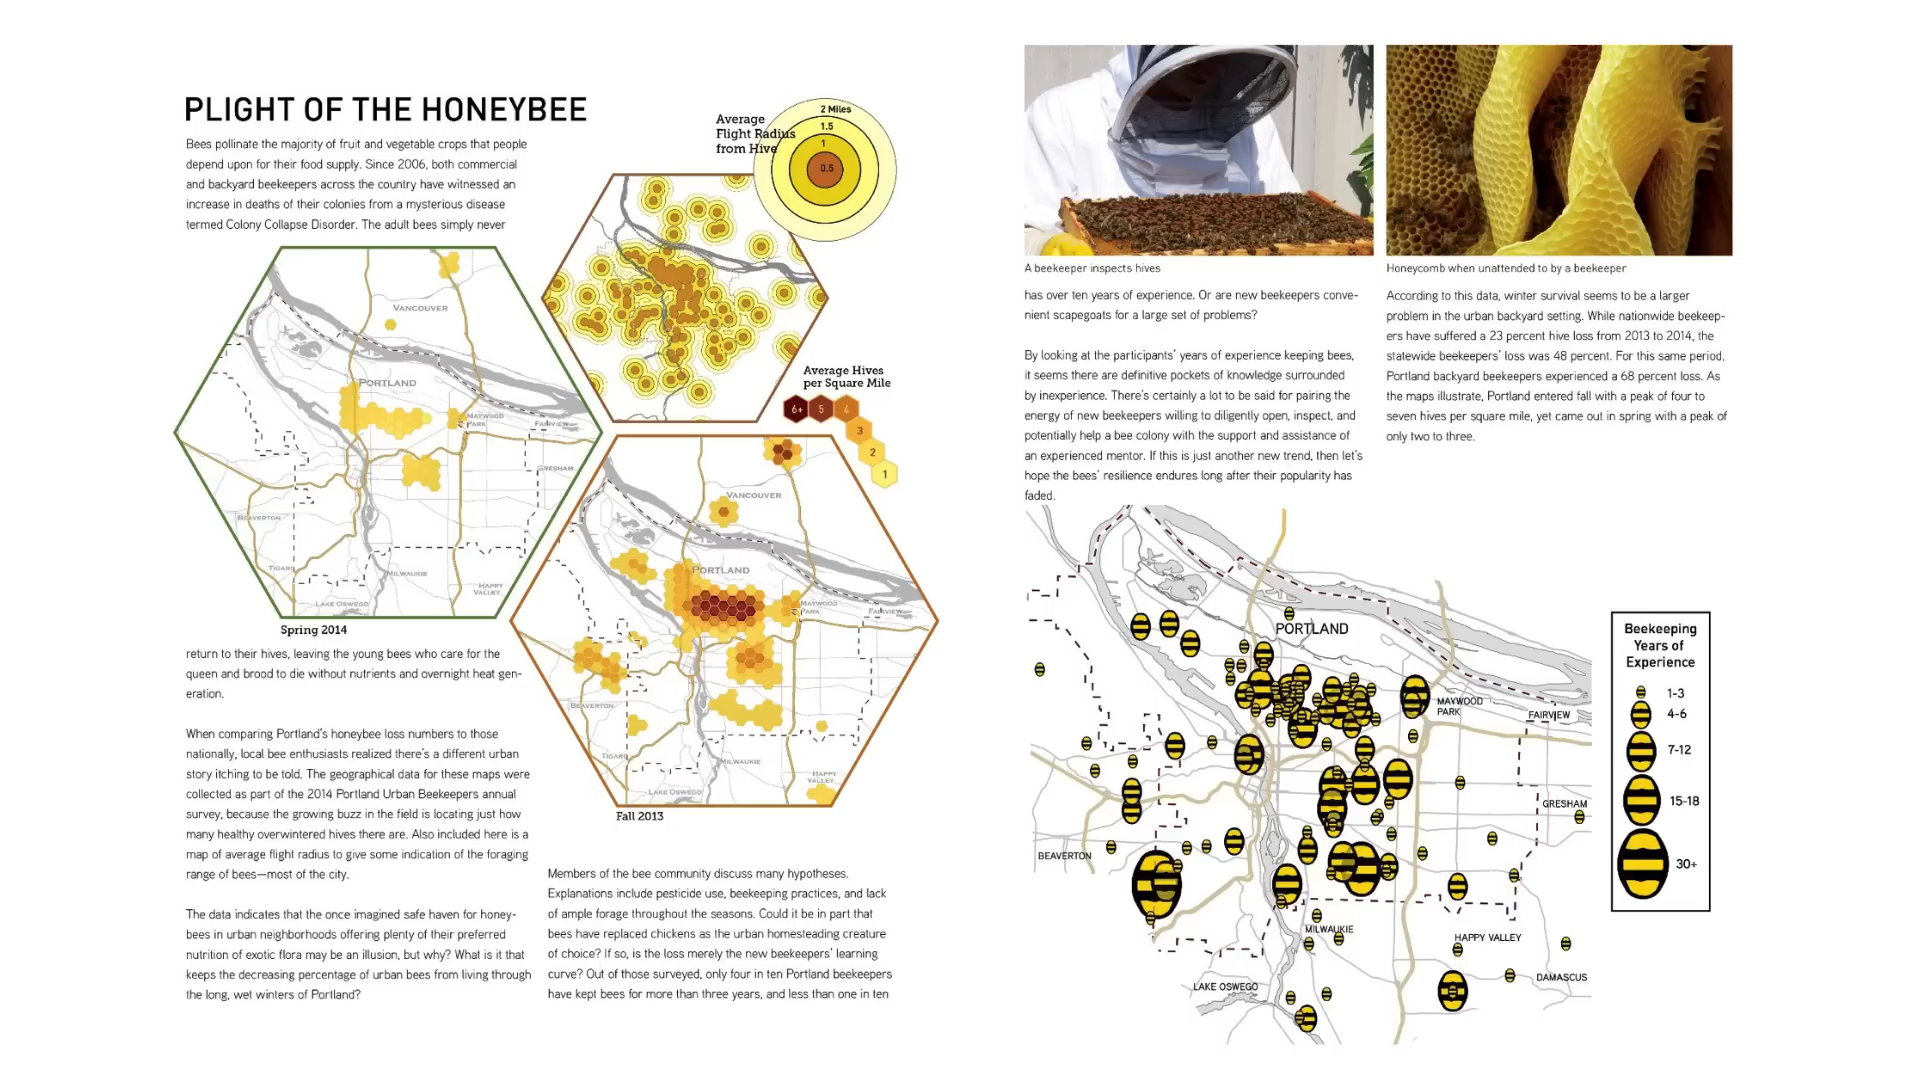 PLIGHT OF THE HONEYBEE
Bees pollinate the majority of fruit and vegetable crops that people
depend upon for their food supply. Since 2006, both commercial
and backyard beekeepers across the country have witnessed an
increase in deaths of their colonies from a mysterious disease
termed Colony Collapse Disorder. The adult bees simply never
VANCOUVER
PORTLAND
MAYWOOD
PARK
FAIRVIEW
GRESHAM
BEAVERTON
TIGARD
MILWAUKIE
HAPPY
VALLEY
LAKE OSWEGO
Spring 2014
return to their hives, leaving the young bees who care for the
queen and brood to die without nutrients and overnight heat gen-
eration.
When comparing Portland's honeybee loss numbers to those
nationally, local bee enthusiasts realized there's a different urban
story itching to be told. The geographical data for these maps were
collected as part of the 2014 Portland Urban Beekeepers annual
survey, because the growing buzz in the field is locating just how
many healthy overwintered hives there are. Also included here is a
map of average flight radius to give some indication of the foraging
range of bees—most of the city.
The data indicates that the once imagined safe haven for honey-
bees in urban neighborhoods offering plenty of their preferred
nutrition of exotic flora may be an illusion, but why? What is it that
keeps the decreasing percentage of urban bees from living through
the long, wet winters of Portland?
Average
Flight Radius
from Hive
2 Miles
1.5
1
0.5
Average Hives
per Square Mile
6+
5
4
3
2
1
VANCOUVER
PORTLAND
MAYWOOD
PARK
FAIRVIEW
BEAVERTON
TIGARD
MILWAUKIE
HAPPY
VALLEY
LAKE OSWEGO
Fall 2013
Members of the bee community discuss many hypotheses.
Explanations include pesticide use, beekeeping practices, and lack
of ample forage throughout the seasons. Could it be in part that
bees have replaced chickens as the urban homesteading creature
of choice? If so, is the loss merely the new beekeepers' learning
curve? Out of those surveyed, only four in ten Portland beekeepers
have kept bees for more than three years, and less than one in ten
A beekeeper inspects hives
has over ten years of experience. Or are new beekeepers conve-
nient scapegoats for a large set of problems?
By looking at the participants' years of experience keeping bees,
it seems there are definitive pockets of knowledge surrounded
by inexperience. There's certainly a lot to be said for pairing the
energy of new beekeepers willing to diligently open, inspect, and
potentially help a bee colony with the support and assistance of
an experienced mentor. If this is just another new trend, then let's
hope the bees' resilience endures long after their popularity has
faded.
Honeycomb when unattended to by a beekeeper
According to this data, winter survival seems to be a larger
problem in the urban backyard setting. While nationwide beekeep-
ers have suffered a 23 percent hive loss from 2013 to 2014, the
statewide beekeepers' loss was 48 percent. For this same period,
Portland backyard beekeepers experienced a 68 percent loss. As
the maps illustrate, Portland entered fall with a peak of four to
seven hives per square mile, yet came out in spring with a peak of
only two to three.
PORTLAND
MAYWOOD
PARK
FAIRVIEW
GRESHAM
BEAVERTON
MILWAUKIE
HAPPY VALLEY
DAMASCUS
LAKE OSWEGO
Beekeeping
Years of
Experience
1-3
4-6
7-12
15-18
30+